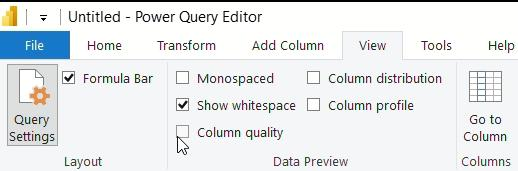 Untitled - Power Query Editor
File Home Transform Add Column View Tools Help
Query Settings
Formula Bar
Layout
Monospaced
Show whitespace
Column quality
Column distribution
Column profile
Data Preview
Go to Column
Columns